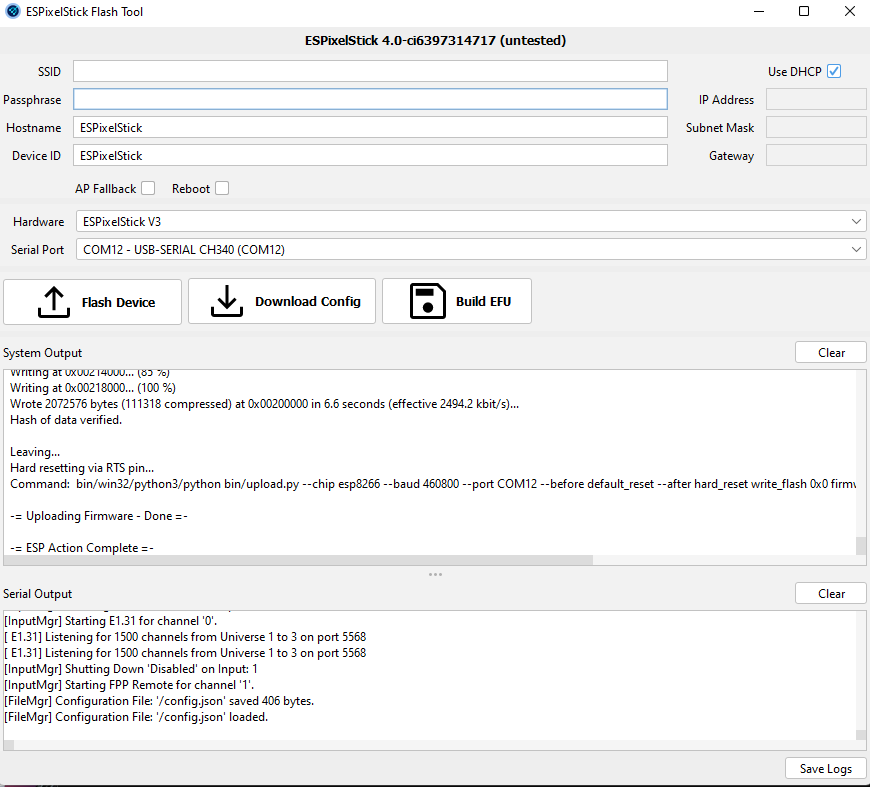 ESPixelStick Flash Tool
ESPixelStick 4.0-ci6397314717 (untested)
SSID
Use DHCP
Passphrase
IP Address
Hostname
ESPixelStick
Subnet Mask
Device ID
ESPixelStick
Gateway
AP Fallback
Reboot
Hardware
ESPixelStick V3
Serial Port
COM12 - USB-SERIAL CH340 (COM12)
Flash Device
Download Config
Build EFU
System Output
Clear
Writing at 0x00214000... (85 %)
Writing at 0x00218000... (100 %)
Wrote 2072576 bytes (111318 compressed) at 0x00200000 in 6.6 seconds (effective 2494.2 kbit/s)...
Hash of data verified.
Leaving...
Hard resetting via RTS pin...
Command:  bin/win32/python3/python bin/upload.py --chip esp8266 --baud 460800 --port COM12 --before default_reset --after hard_reset write_flash 0x0 firmw
-= Uploading Firmware - Done =-
-= ESP Action Complete =-
Serial Output
Clear
[InputMgr] Starting E1.31 for channel '0'.
[ E1.31] Listening for 1500 channels from Universe 1 to 3 on port 5568
[ E1.31] Listening for 1500 channels from Universe 1 to 3 on port 5568
[InputMgr] Shutting Down 'Disabled' on Input: 1
[InputMgr] Starting FPP Remote for channel '1'.
[FileMgr] Configuration File: '/config.json' saved 406 bytes.
[FileMgr] Configuration File: '/config.json' loaded.
Save Logs